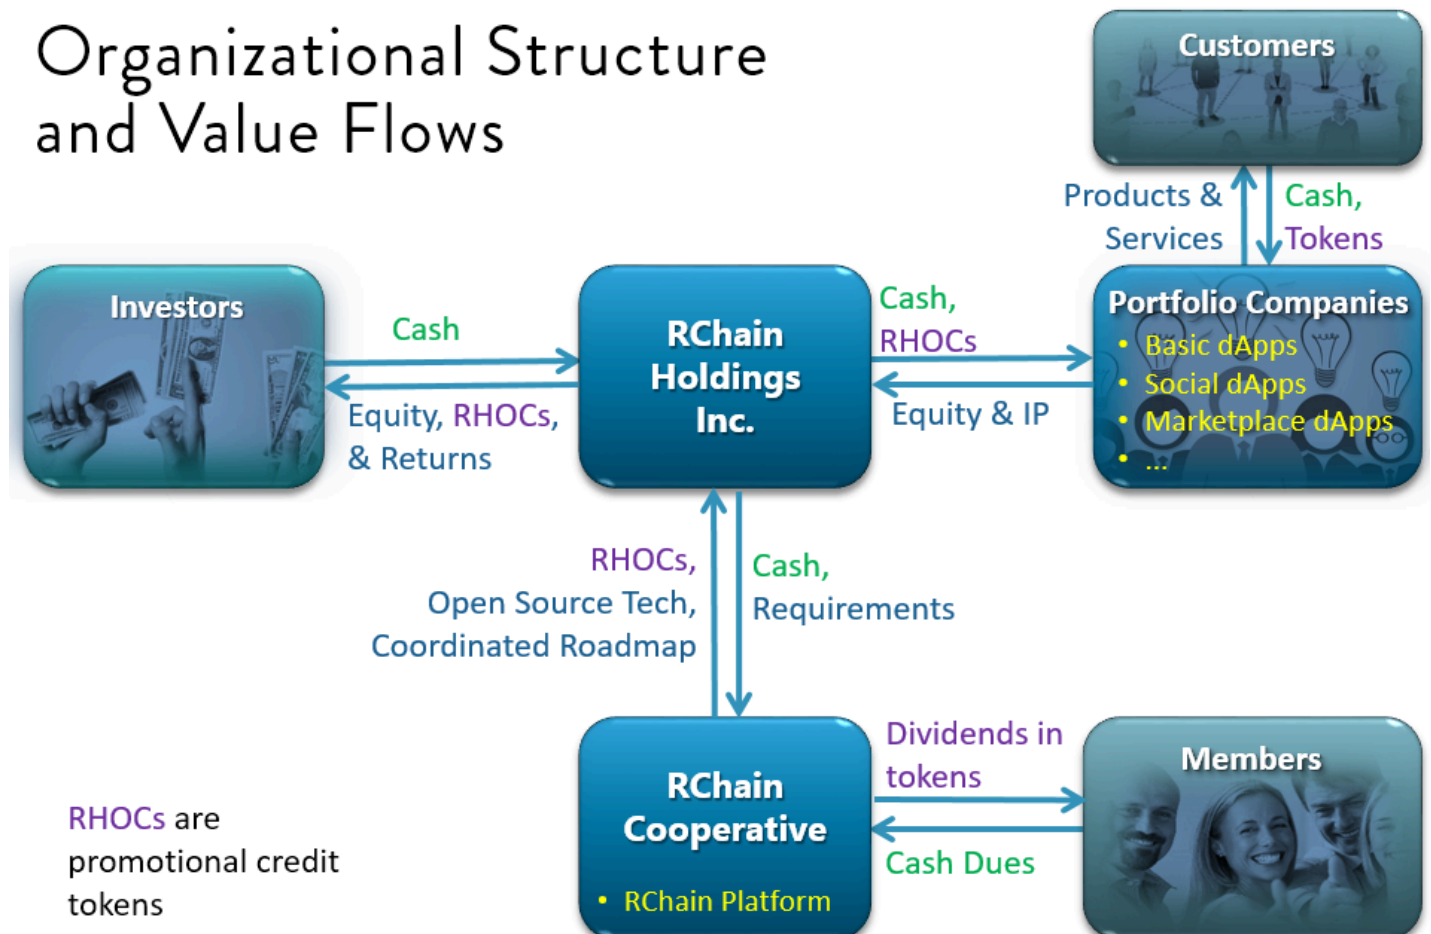 Organizational Structure
and Value Flows
Customers
Products &
Services
Cash,
Tokens
Investors
Cash
Equity, RHOCs,
& Returns
RChain
Holdings
Inc.
Cash,
RHOCs
Equity & IP
Portfolio Companies
• Basic dApps
• Social dApps
• Marketplace dApps
• ...
RHOCs,
Open Source Tech,
Coordinated Roadmap
Cash,
Requirements
RChain
Cooperative
• RChain Platform
Dividends in
tokens
Cash Dues
Members
RHOCs are
promotional credit
tokens